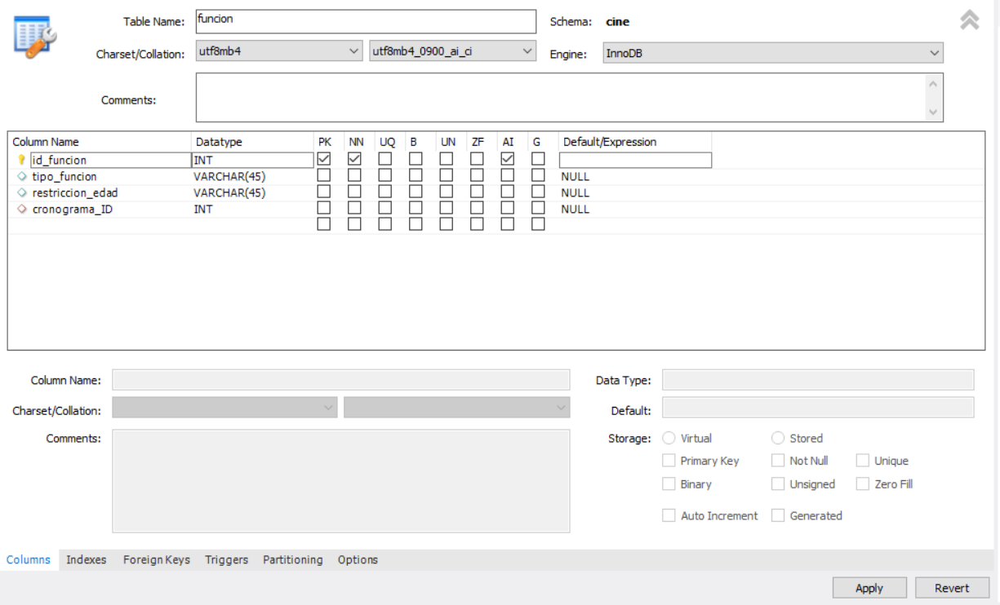 Table Name: funcion Schema: cine
Charset/Collation: utf8mb4 utf8mb4_0900_ai_ci Engine: InnoDB
Comments:
Column Name Datatype PK NN UQ B UN ZF AI G Default/Expression
id_funcion INT
tipo_funcion VARCHAR(45) NULL
restriccion_edad VARCHAR(45) NULL
cronograma_ID INT NULL
Column Name: Data Type:
Charset/Collation: Default:
Comments: Storage: Virtual Stored
Primary Key Not Null Unique
Binary Unsigned Zero Fill
Auto Increment Generated
Columns Indexes Foreign Keys Triggers Partitioning Options
Apply Revert